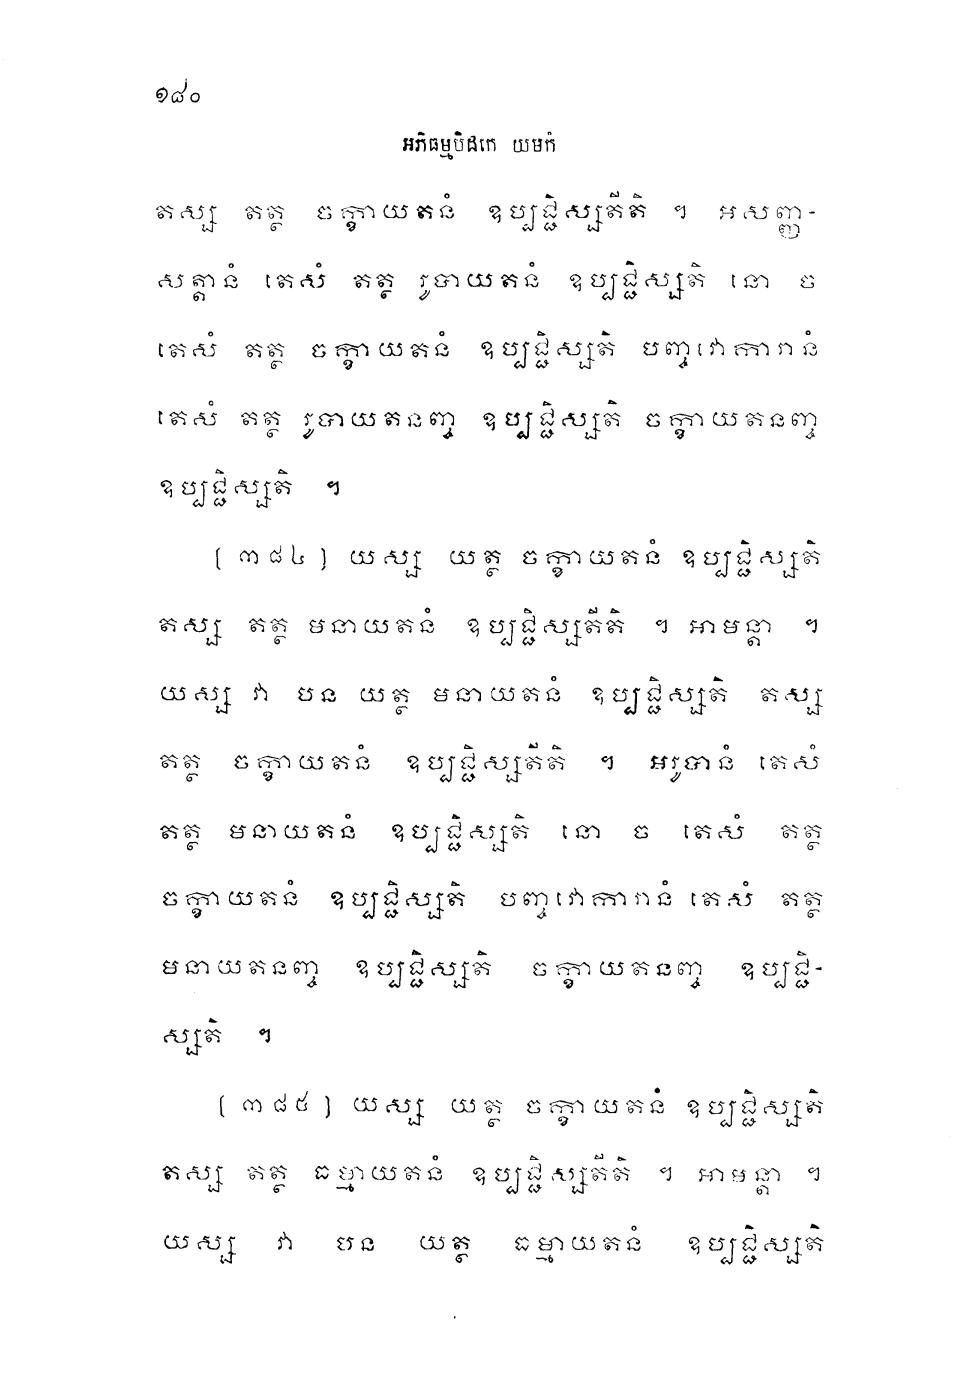 ១៨០
អភិធម្មបិដកេ យមកំ
តស្ស តត្ថ ចក្ខាយតនំ ឧប្បជ្ជិស្សតីតិ ។ អសញ្ញ-
សត្តានំ តេសំ តត្ថ រូបាយតនំ ឧប្បជ្ជិស្សតិ នោ ច
តេសំ តត្ថ ចក្ខាយតនំ ឧប្បជ្ជិស្សតិ បញ្ចវោការានំ
តេសំ តត្ថ រូបាយតនញ្ច ឧប្បជ្ជិស្សតិ ចក្ខាយតនញ្ច
ឧប្បជ្ជិស្សតិ ។
[ ៣៨៤ ] យស្ស យត្ថ ចក្ខាយតនំ ឧប្បជ្ជិស្សតិ
តស្ស តត្ថ មនាយតនំ ឧប្បជ្ជិស្សតីតិ ។ អាមន្តា ។
យស្ស វា បន យត្ថ មនាយតនំ ឧប្បជ្ជិស្សតិ តស្ស
តត្ថ ចក្ខាយតនំ ឧប្បជ្ជិស្សតីតិ ។ អរូបានំ តេសំ
តត្ថ មនាយតនំ ឧប្បជ្ជិស្សតិ នោ ច តេសំ តត្ថ
ចក្ខាយតនំ ឧប្បជ្ជិស្សតិ បញ្ចវោការានំ តេសំ តត្ថ
មនាយតនញ្ច ឧប្បជ្ជិស្សតិ ចក្ខាយតនញ្ច ឧប្បជ្ជិ-
ស្សតិ ។
[ ៣៨៥ ] យស្ស យត្ថ ចក្ខាយតនំ ឧប្បជ្ជិស្សតិ
តស្ស តត្ថ ធម្មាយតនំ ឧប្បជ្ជិស្សតីតិ ។ អាមន្តា ។
យស្ស វា បន យត្ថ ធម្មាយតនំ ឧប្បជ្ជិស្សតិ